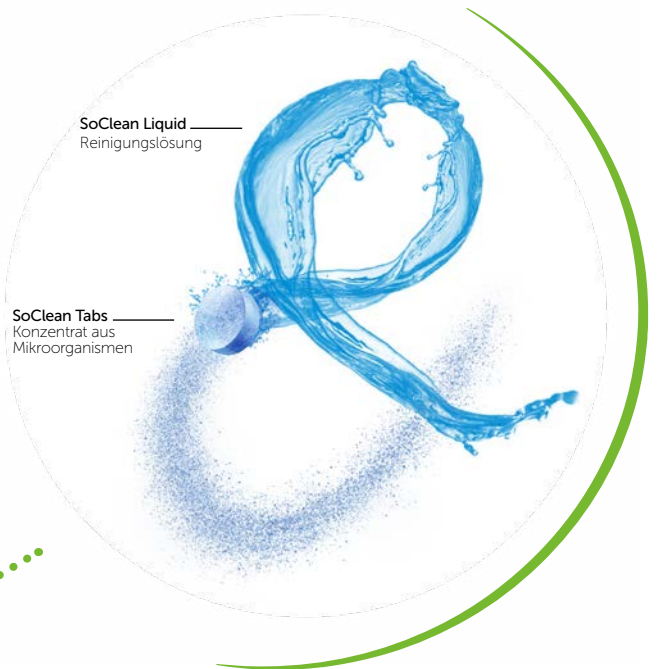 SoClean Liquid
Reinigungslösung
SoClean Tabs
Konzentrat aus
Mikroorganismen